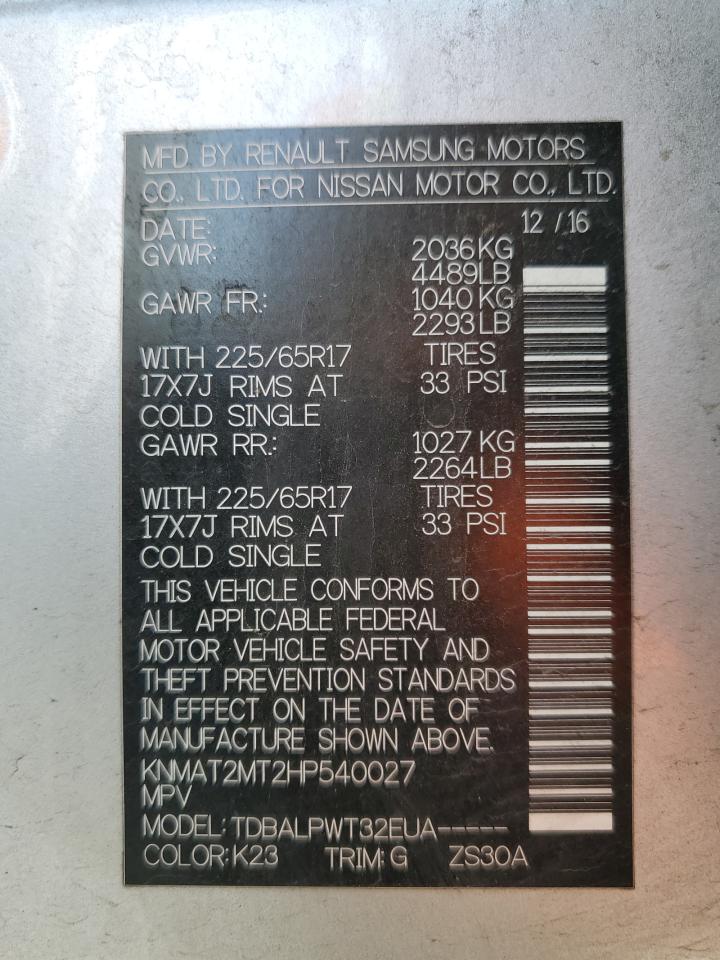 MFD. BY RENAULT SAMSUNG MOTORS
CO., LTD. FOR NISSAN MOTOR CO., LTD.
DATE: 12 / 16
GVWR: 2036 KG
4489 LB
GAWR FR.: 1040 KG
2293 LB
WITH 225/65R17 TIRES
17X7J RIMS AT 33 PSI
COLD SINGLE
GAWR RR.: 1027 KG
2264 LB
WITH 225/65R17 TIRES
17X7J RIMS AT 33 PSI
COLD SINGLE
THIS VEHICLE CONFORMS TO
ALL APPLICABLE FEDERAL
MOTOR VEHICLE SAFETY AND
THEFT PREVENTION STANDARDS
IN EFFECT ON THE DATE OF
MANUFACTURE SHOWN ABOVE.
KNMAT2MT2HP540027
MPV
MODEL: TDBALPWT32EUA-----
COLOR: K23 TRIM: G ZS30A